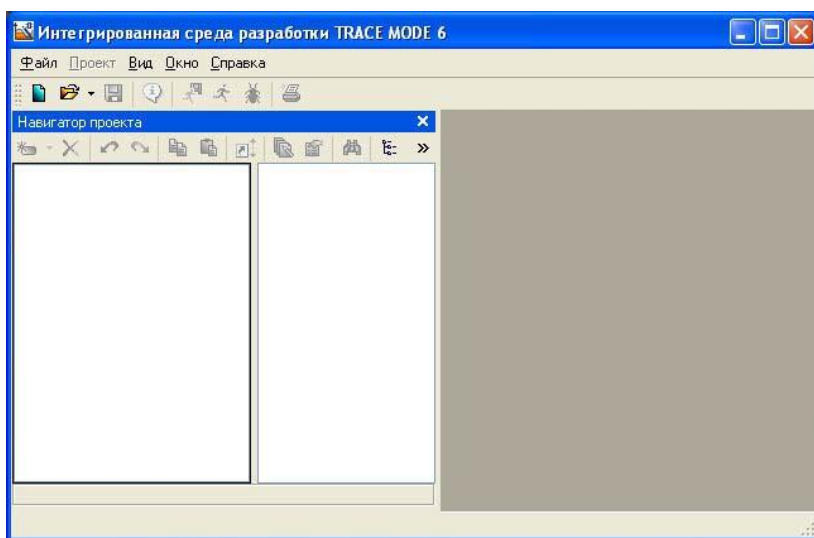 Интегрированная среда разработки TRACE MODE 6
Файл Проект Вид Окно Справка
Навигатор проекта